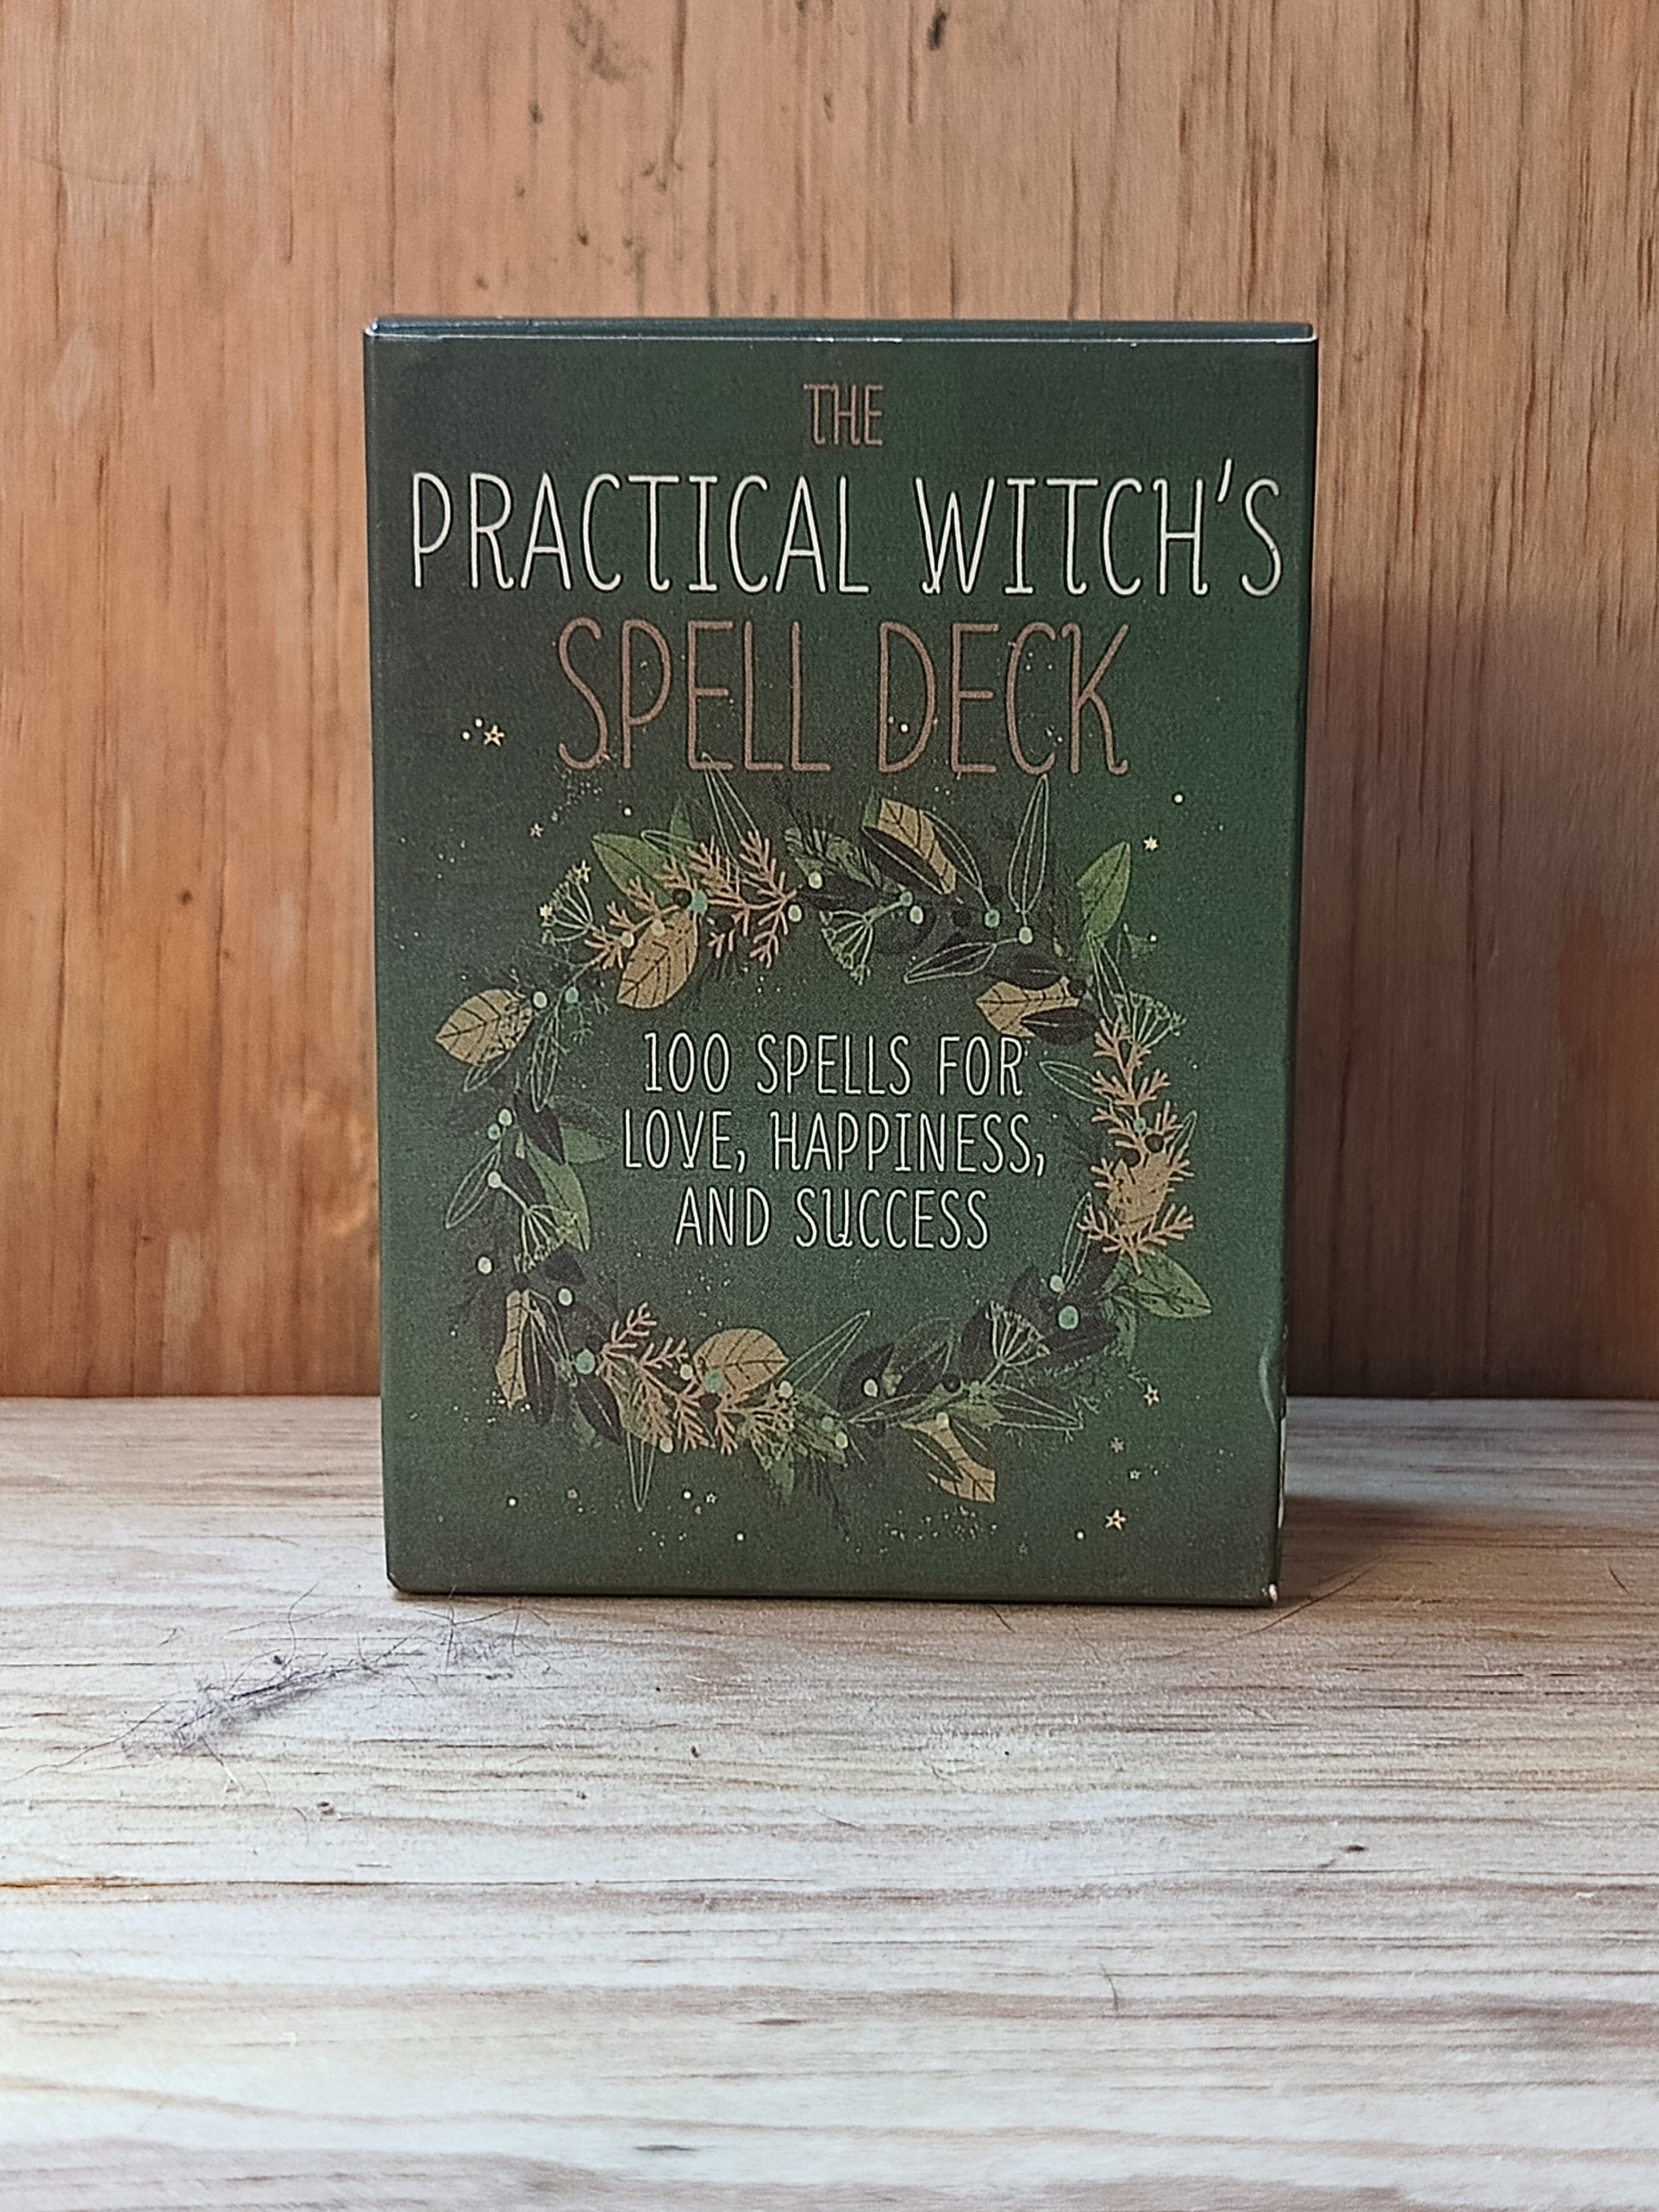 THE
PRACTICAL WITCH'S
SPELL DECK
100 SPELLS FOR
LOVE, HAPPINESS,
AND SUCCESS